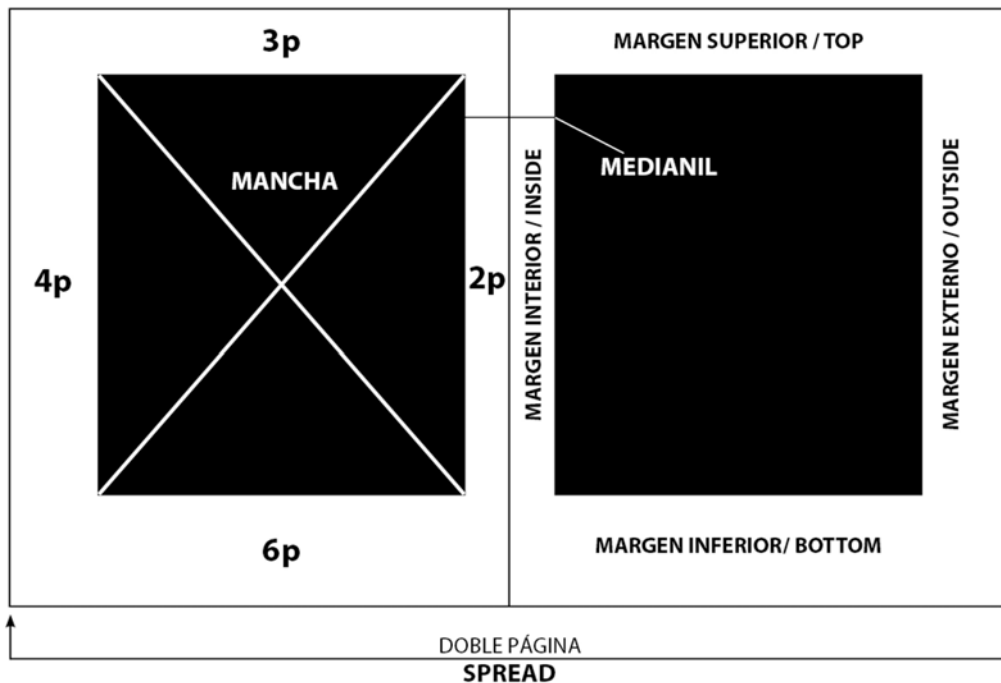 3p
MANCHA
4p
2p
6p
MARGEN SUPERIOR / TOP
MEDIANIL
MARGEN INTERIOR / INSIDE
MARGEN EXTERNO / OUTSIDE
MARGEN INFERIOR/ BOTTOM
DOBLE PÁGINA
SPREAD